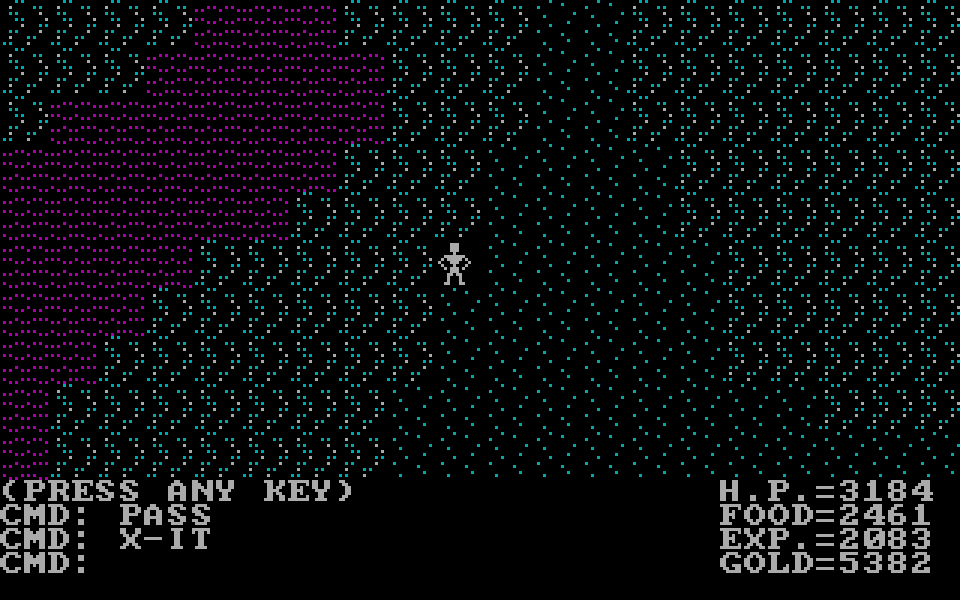 (PRESS ANY KEY)
CMD: PASS
CMD: X-IT
CMD:
H.P.=3184
FOOD=2461
EXP.=2083
GOLD=5382